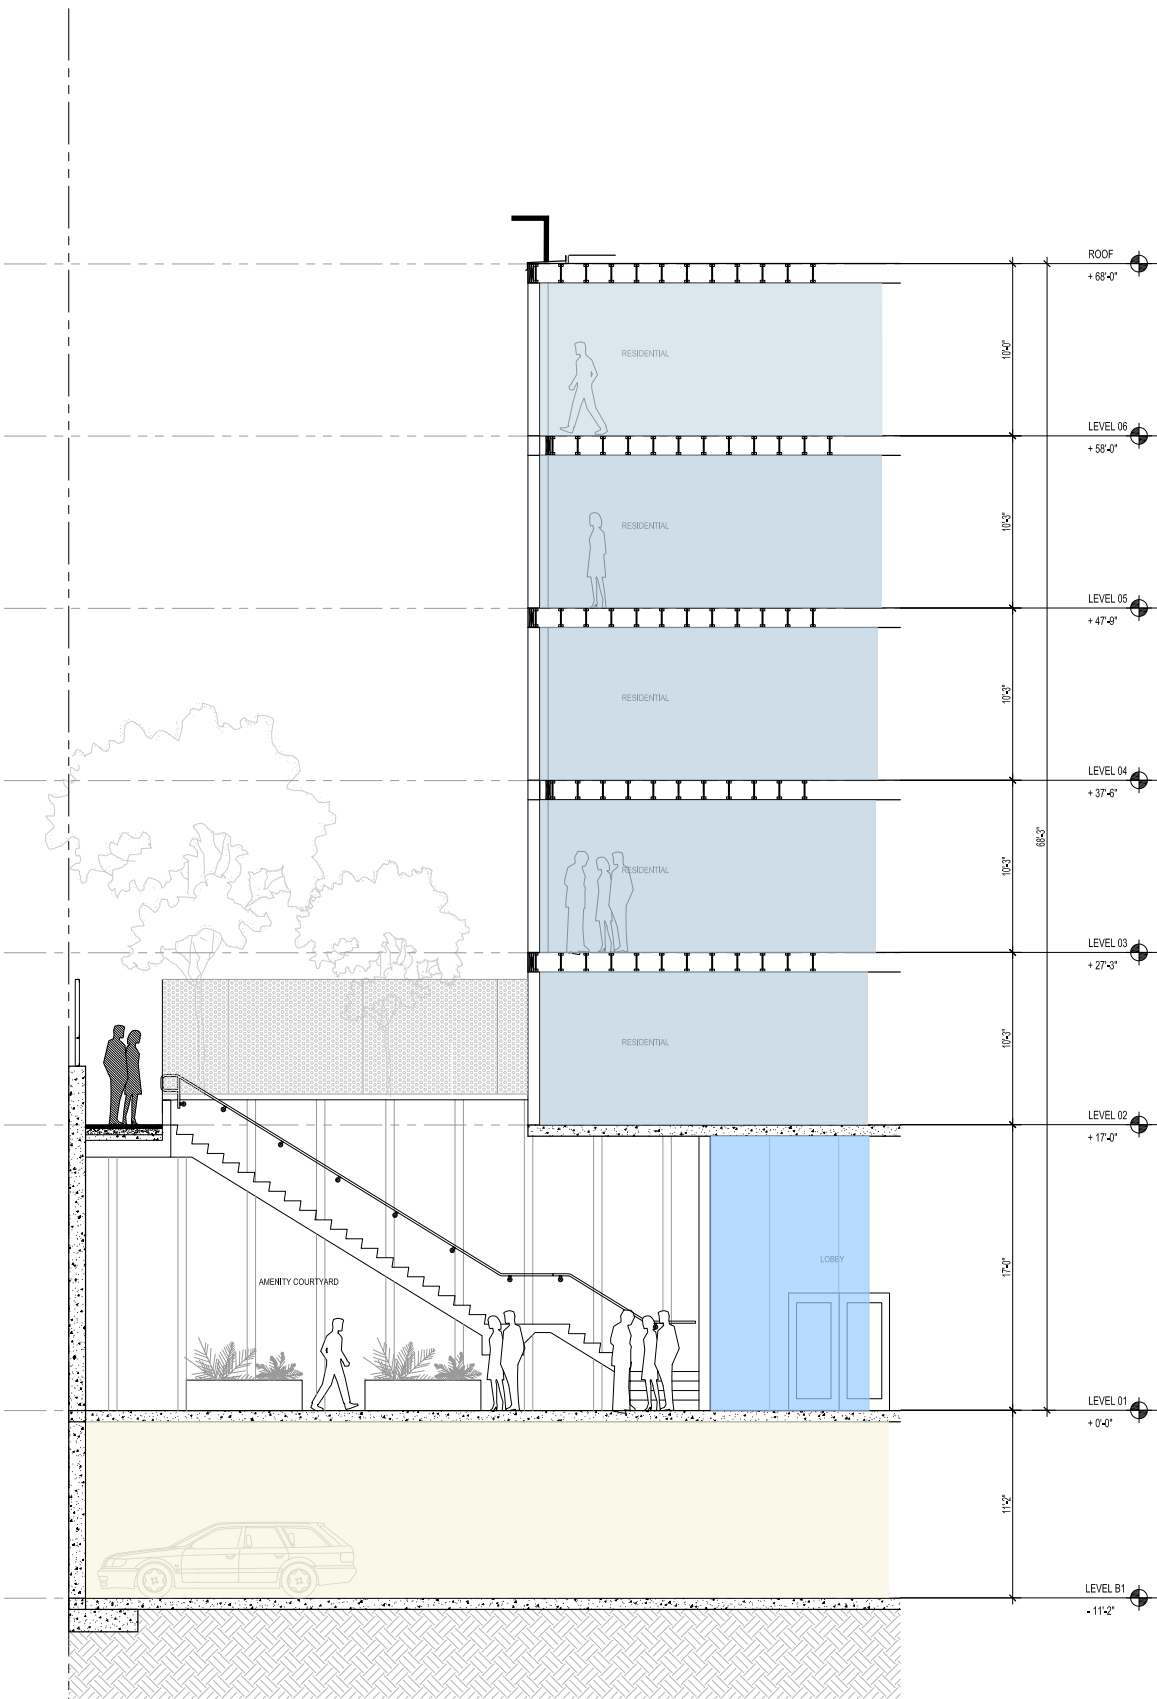 ROOF
+ 68'-0"
10'-0"
RESIDENTIAL
LEVEL 06
+ 58'-0"
10'-3"
RESIDENTIAL
LEVEL 05
+ 47'-9"
10'-3"
RESIDENTIAL
LEVEL 04
+ 37'-6"
68'-3"
10'-3"
RESIDENTIAL
LEVEL 03
+ 27'-3"
10'-3"
RESIDENTIAL
LEVEL 02
+ 17'-0"
17'-0"
LOBEY
AMENITY COURTYARD
LEVEL 01
+ 0'-0"
11'-2"
LEVEL B1
- 11'-2"